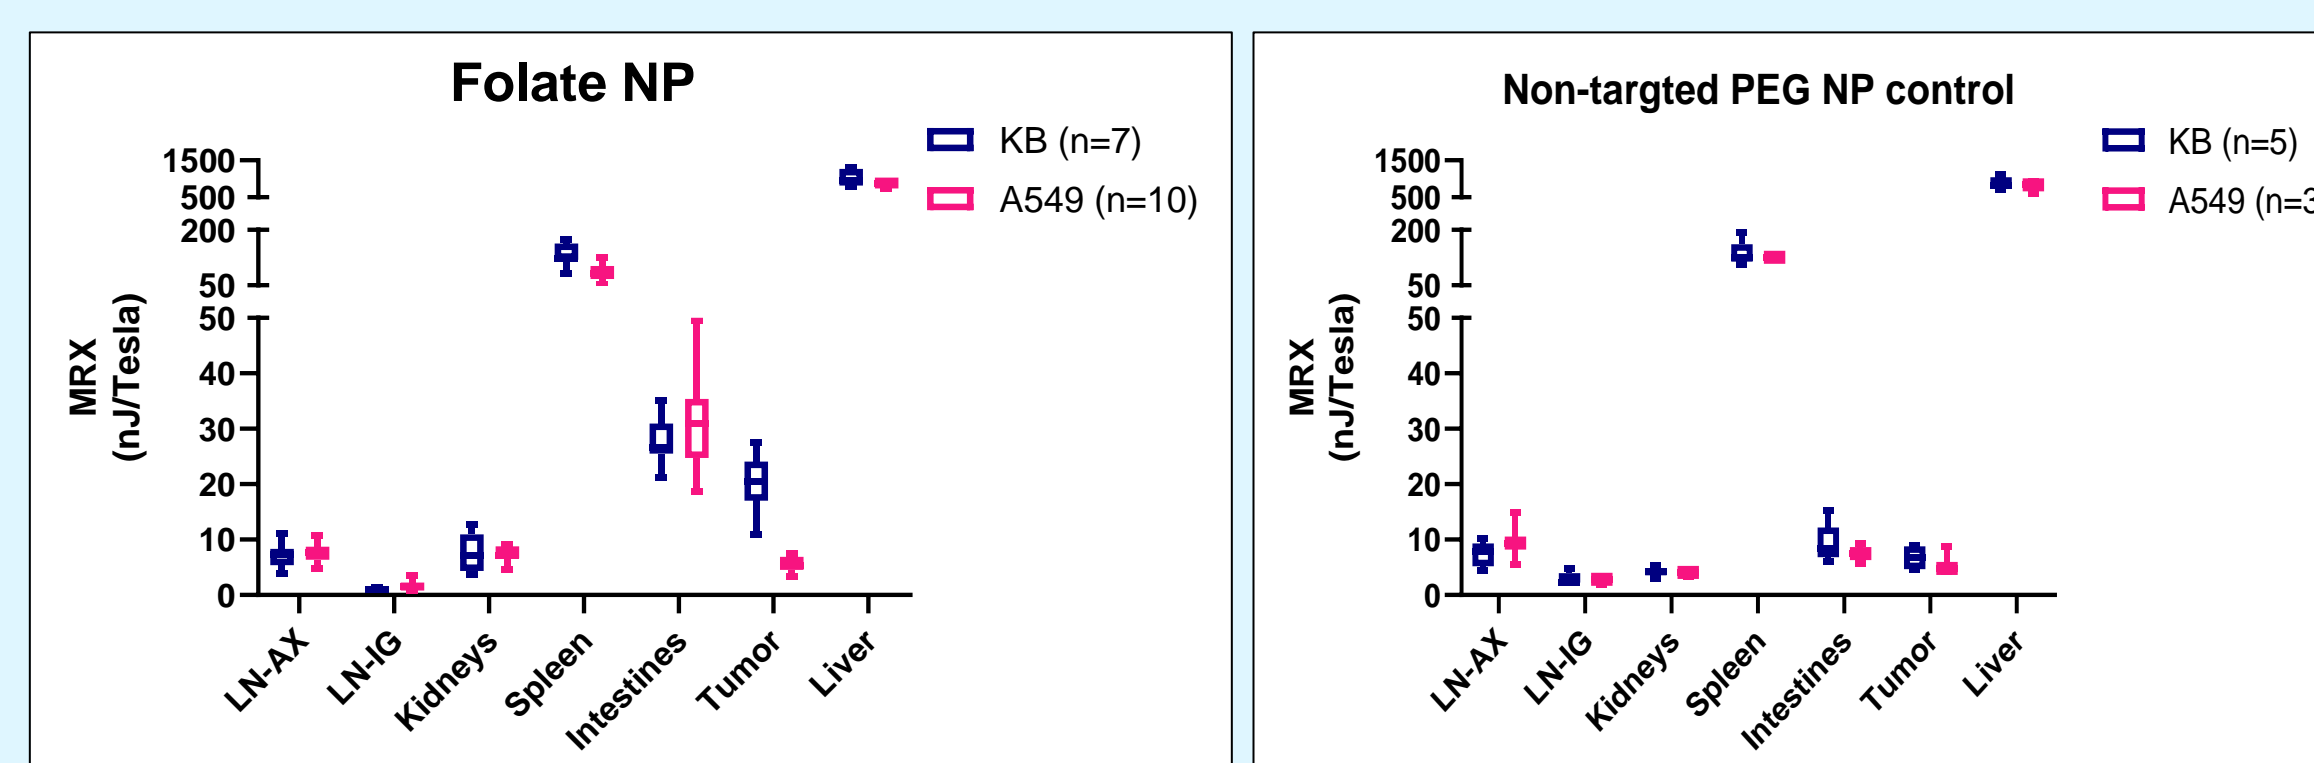 Folate NP
KB (n=7)
A549 (n=10)
1500
500
200
50
50
40
30
20
10
0
MRX
(nJ/Tesla)
LN-AX
LN-IG
Kidneys
Spleen
Intestines
Tumor
Liver
Non-targted PEG NP control
KB (n=5)
A549 (n=3
1500
500
200
50
50
40
30
20
10
0
MRX
(nJ/Tesla)
LN-AX
LN-IG
Kidneys
Spleen
Intestines
Tumor
Liver